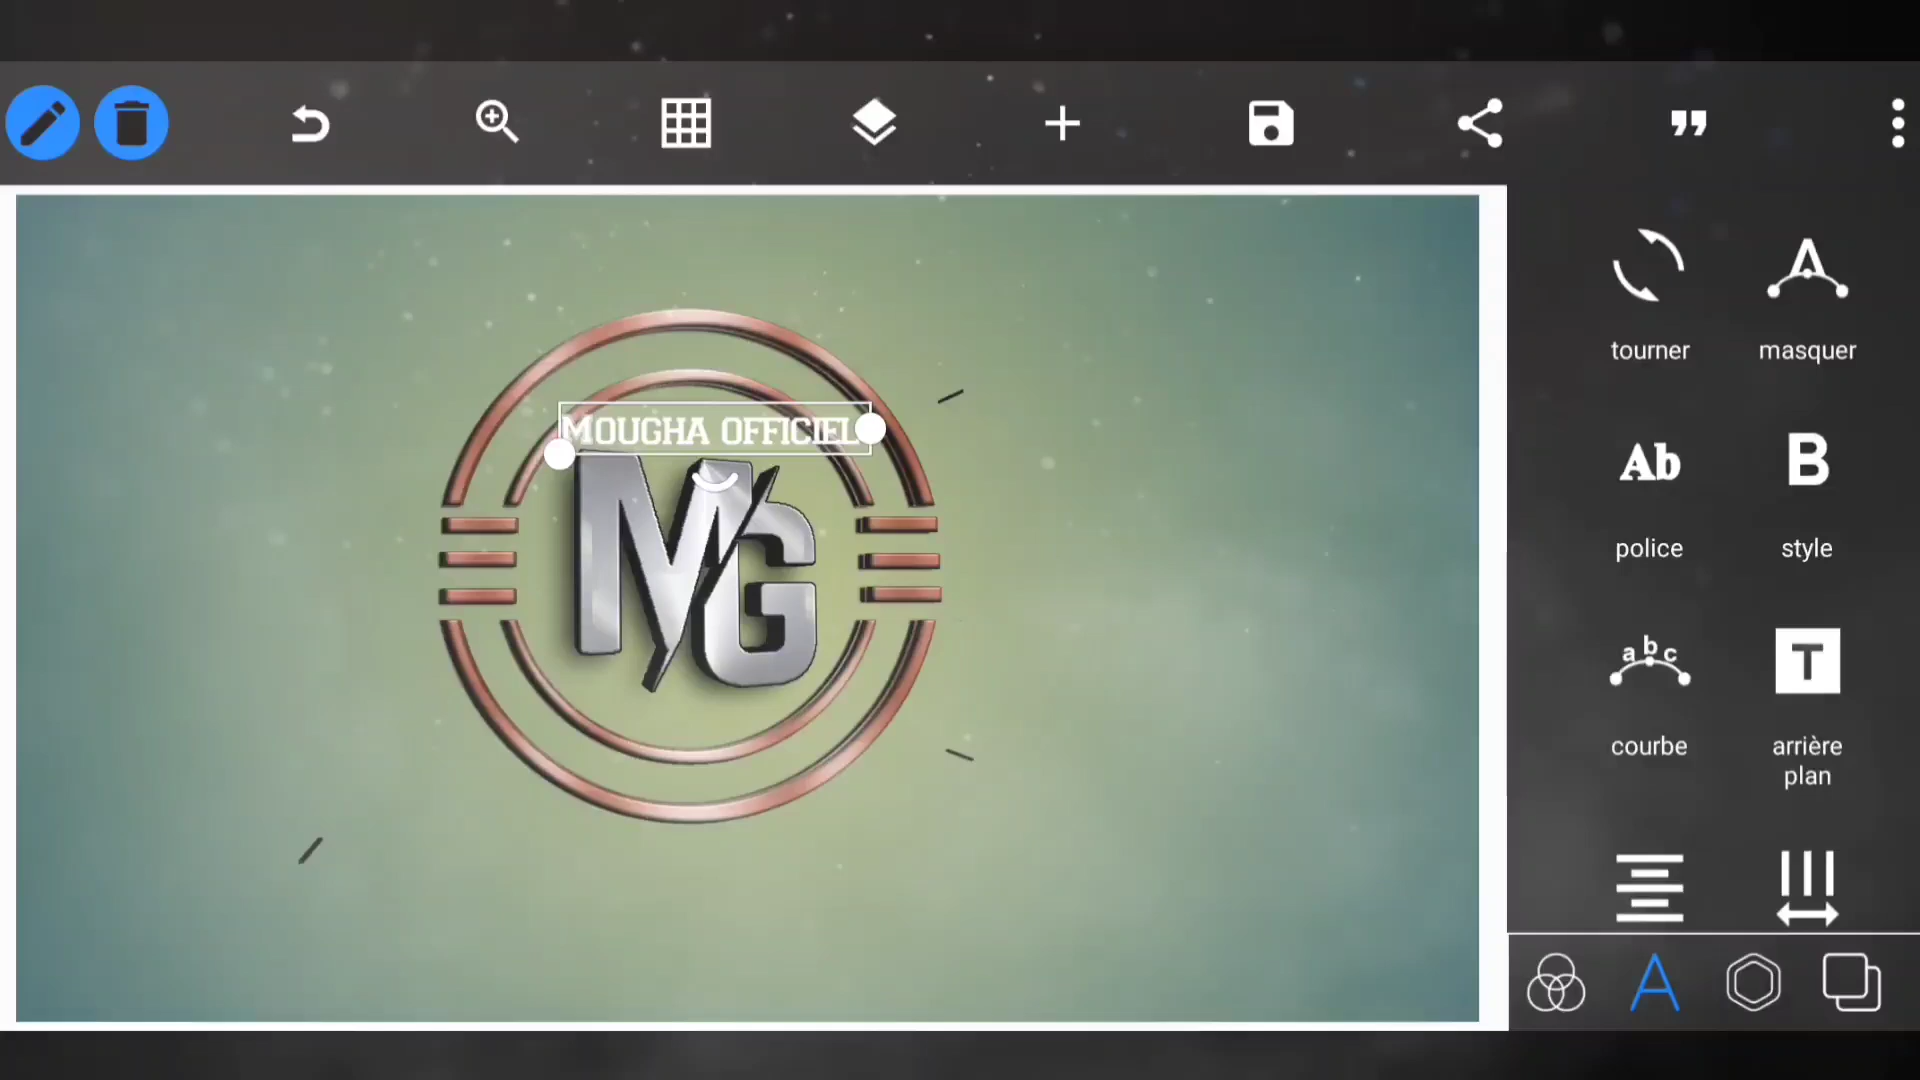 MOUGHA OFFICIEL
MG
tourner
masquer
Ab
B
police
style
abc
T
courbe
arrière
plan
A